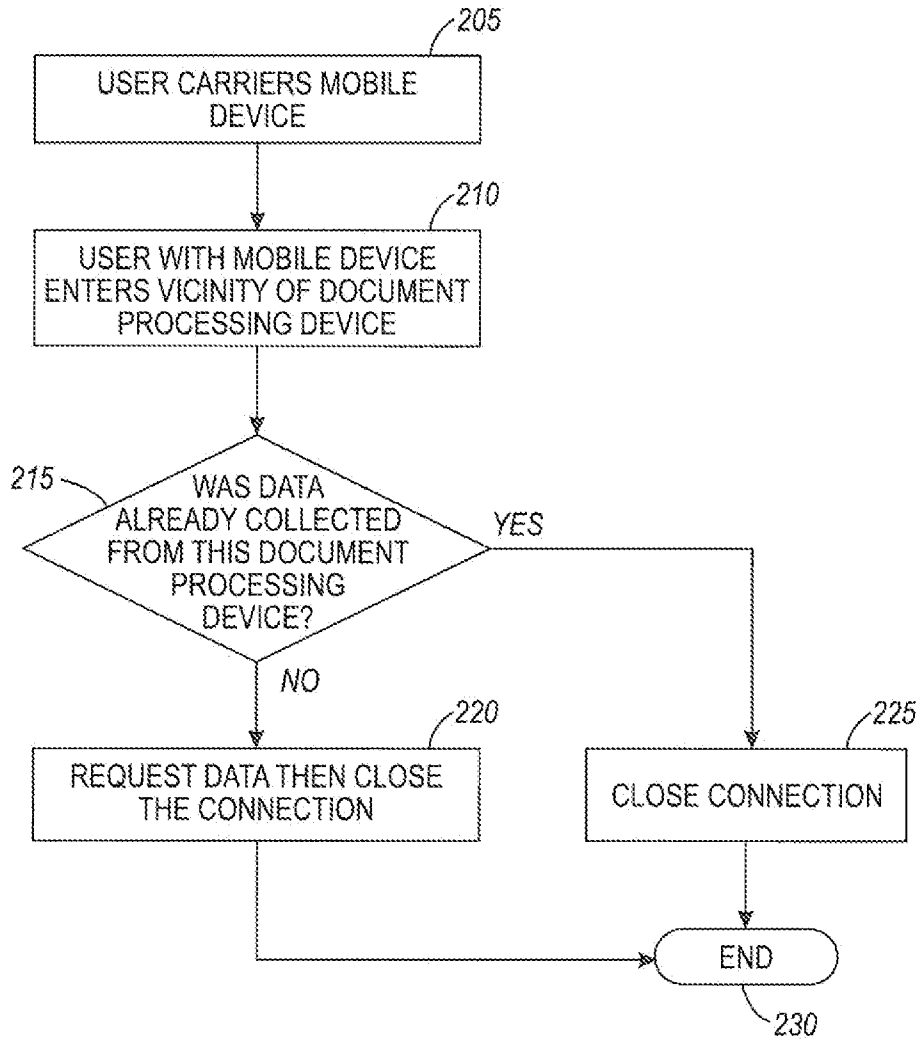 205
USER CARRIERS MOBILE
DEVICE
210
USER WITH MOBILE DEVICE
ENTERS VICINITY OF DOCUMENT
PROCESSING DEVICE
215
WAS DATA
ALREADY COLLECTED
FROM THIS DOCUMENT
PROCESSING
DEVICE?
YES
NO
220
REQUEST DATA THEN CLOSE
THE CONNECTION
225
CLOSE CONNECTION
END
230